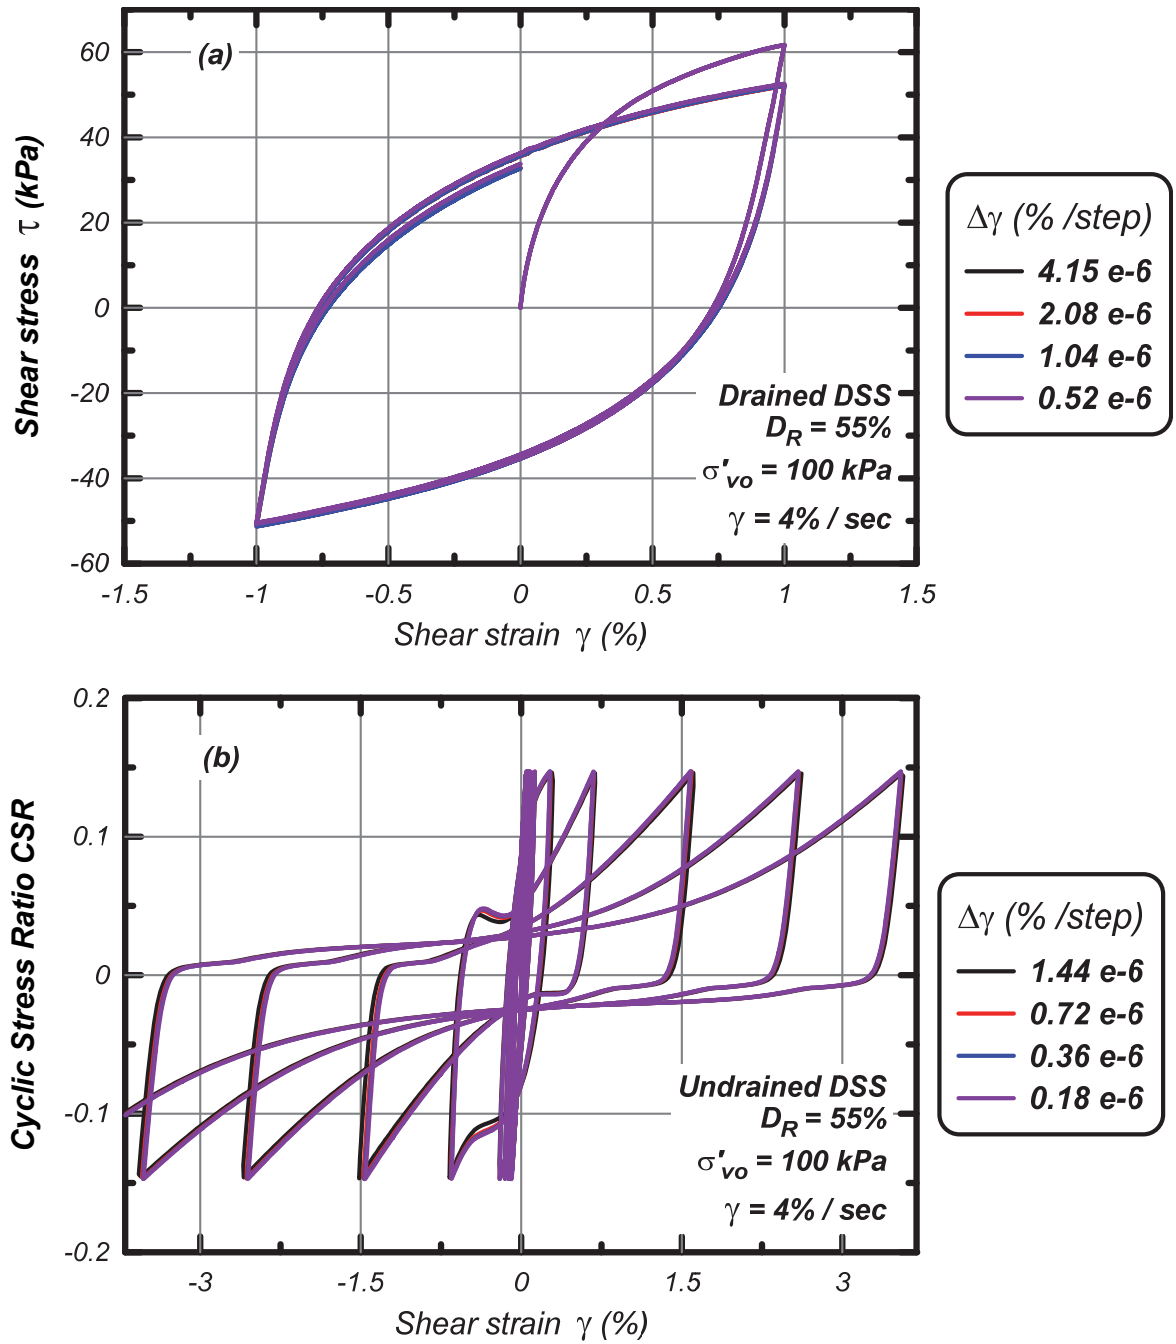 (a)
60
40
20
0
-20
-40
-60
Shear stress τ (kPa)
Drained DSS
D_R = 55%
σ'_vo = 100 kPa
γ = 4% / sec
-1.5 -1 -0.5 0 0.5 1 1.5
Shear strain γ (%)
Δγ (% /step)
4.15 e-6
2.08 e-6
1.04 e-6
0.52 e-6
(b)
0.2
0.1
0
-0.1
-0.2
Cyclic Stress Ratio CSR
Undrained DSS
D_R = 55%
σ'_vo = 100 kPa
γ = 4% / sec
-3 -1.5 0 1.5 3
Shear strain γ (%)
Δγ (% /step)
1.44 e-6
0.72 e-6
0.36 e-6
0.18 e-6